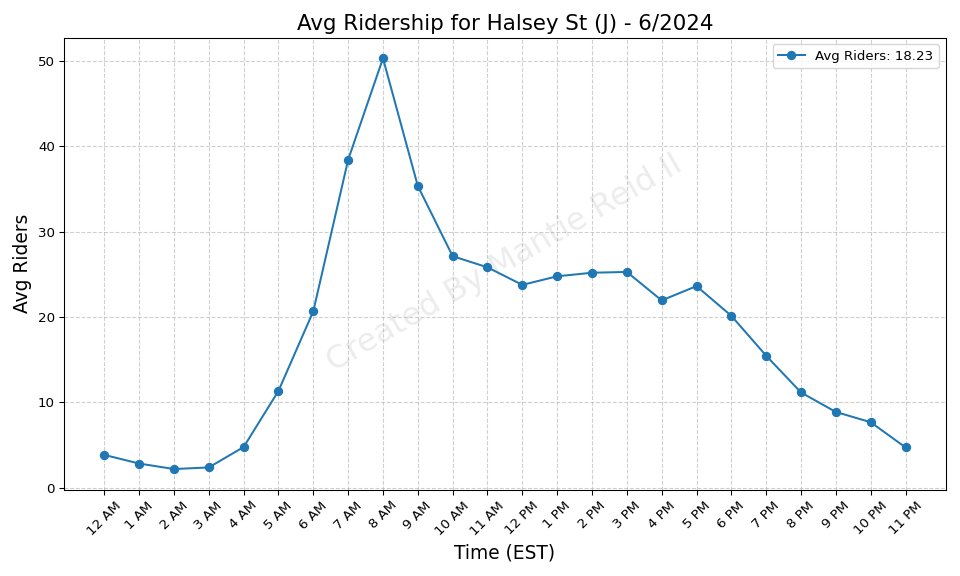 Avg Ridership for Halsey St (J) - 6/2024
Avg Riders: 18.23
50
40
30
20
10
0
Avg Riders
Created By Mantie Reid II
12 AM
1 AM
2 AM
3 AM
4 AM
5 AM
6 AM
7 AM
8 AM
9 AM
10 AM
11 AM
12 PM
1 PM
2 PM
3 PM
4 PM
5 PM
6 PM
7 PM
8 PM
9 PM
10 PM
11 PM
Time (EST)